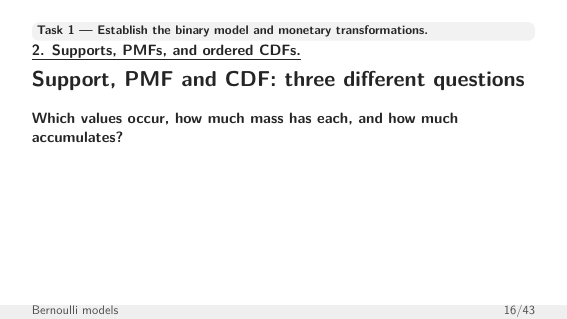 Task 1 — Establish the binary model and monetary transformations.
2. Supports, PMFs, and ordered CDFs.
Support, PMF and CDF: three different questions
Which values occur, how much mass has each, and how much
accumulates?
Bernoulli models
16/43